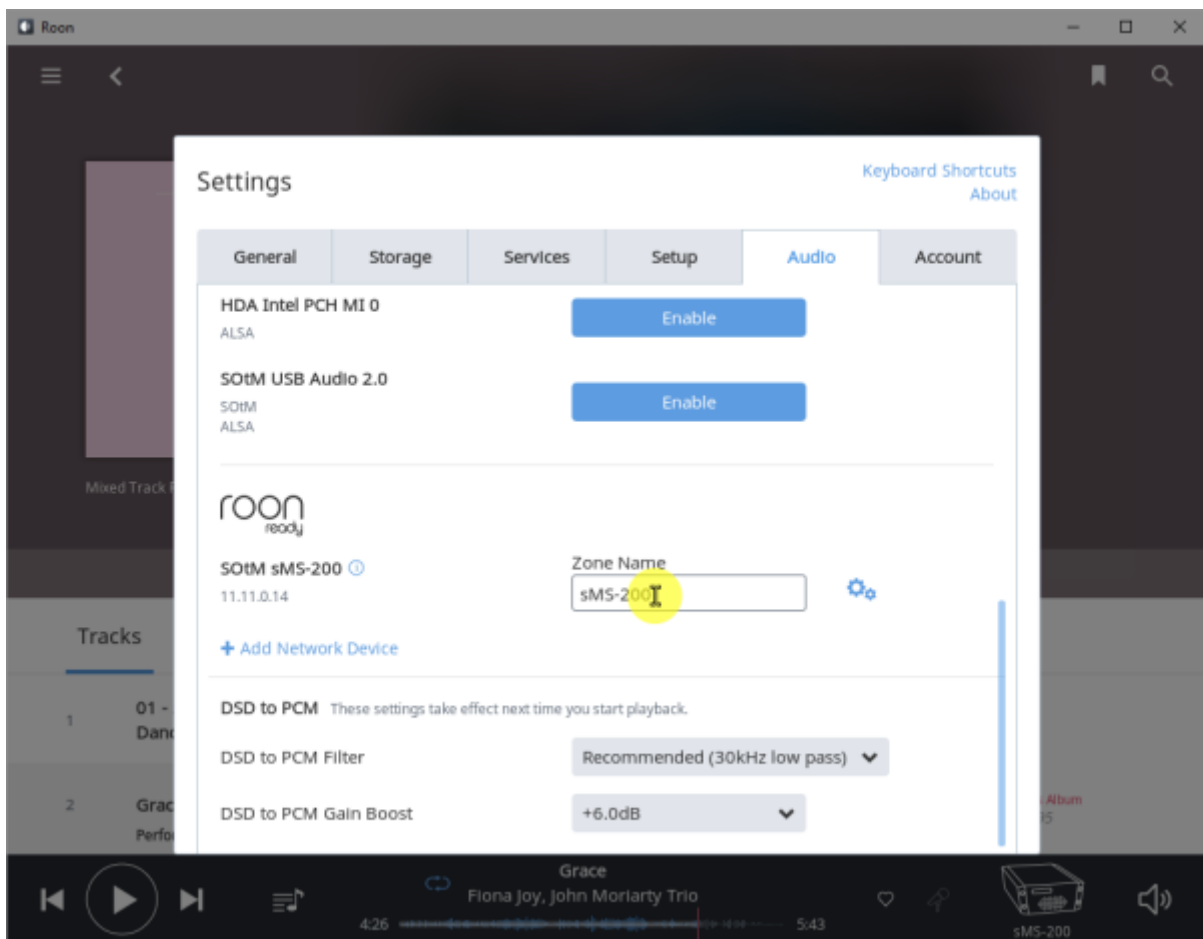 Roon
Settings
Keyboard Shortcuts
About
General Storage Services Setup Audio Account
HDA Intel PCH MI 0
ALSA
Enable
SOtM USB Audio 2.0
SOtM
ALSA
Enable
Mixed Track
roon
ready
SOtM sMS-200
11.11.0.14
Zone Name
sMS-200
+ Add Network Device
Tracks
DSD to PCM These settings take effect next time you start playback.
1
01 -
Danc
DSD to PCM Filter
Recommended (30kHz low pass)
2
Grac
Perfo
DSD to PCM Gain Boost
+6.0dB
Album
Grace
Fiona Joy, John Moriarty Trio
4:26
5:43
sMS-200